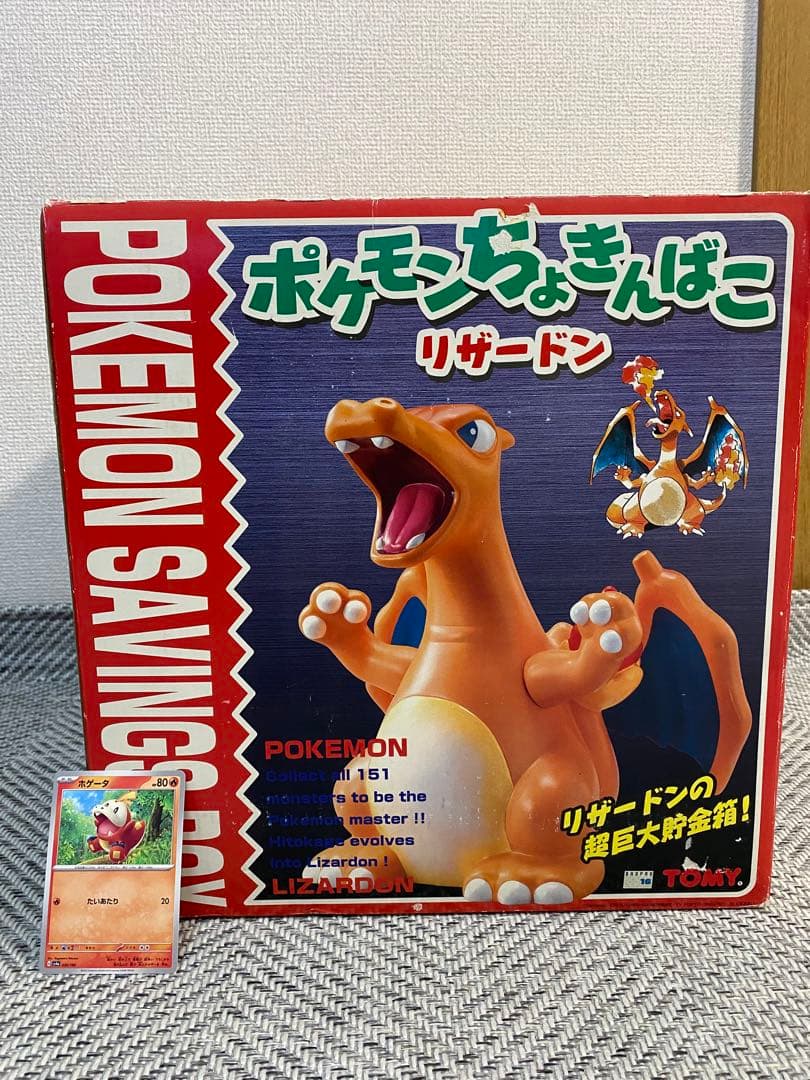 POKEMON SAVINGS BOX
ポケモンちょきんばこ
リザードン
POKEMON
Collect all 151
monsters to be the
Pokemon master !!
Hitokage evolves
into Lizardon !
LIZARDON
リザードンの
超巨大貯金箱!
16
TOMY
ホゲータ
HP80
たいあたり
20